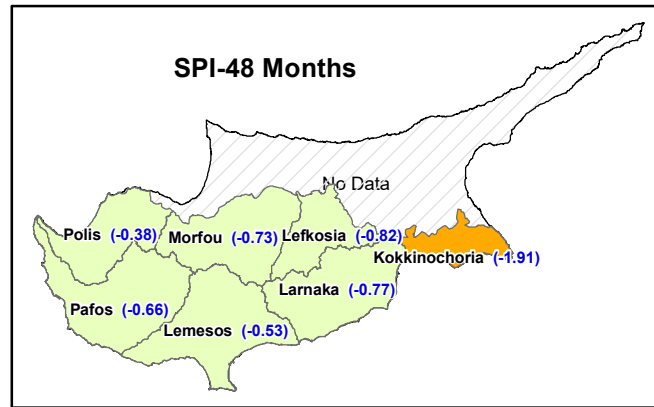 SPI-48 Months
No Data
Polis (-0.38)
Morfou (-0.73)
Lefkosia (-0.82)
Kokkinochoria (-1.91)
Larnaka (-0.77)
Pafos (-0.66)
Lemesos (-0.53)